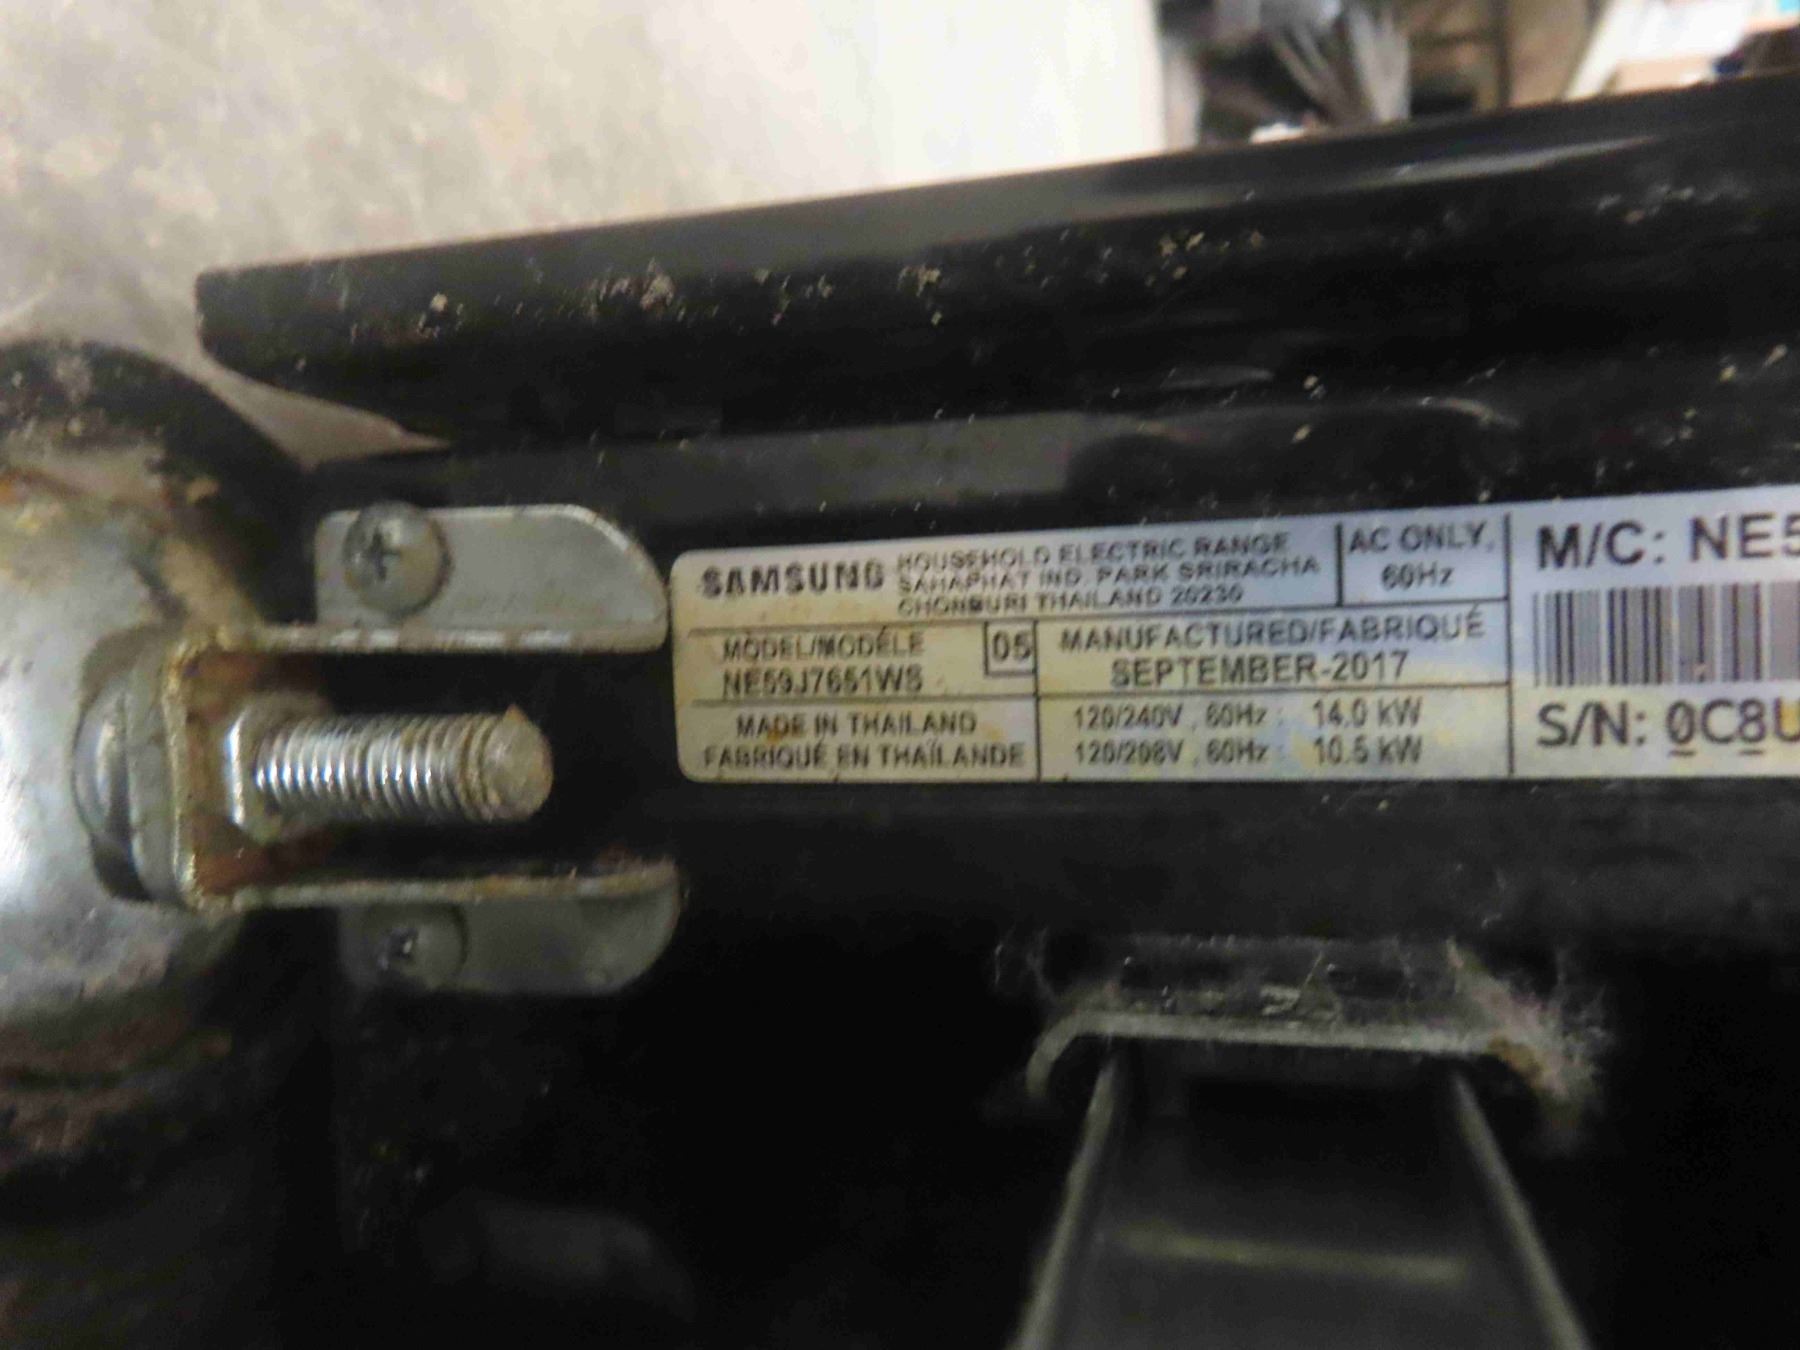 SAMSUNG
HOUSEHOLD ELECTRIC RANGE
SAHAPHAT IND. PARK SRIRACHA
CHONBURI THAILAND 20230
AC ONLY,
60Hz
MODEL/MODÈLE
NE59J7651WS
05
MANUFACTURED/FABRIQUÉ
SEPTEMBER-2017
MADE IN THAILAND
FABRIQUÉ EN THAÏLANDE
120/240V , 60Hz : 14.0 kW
120/208V , 60Hz : 10.5 kW
M/C: NE5
S/N: 0C8U